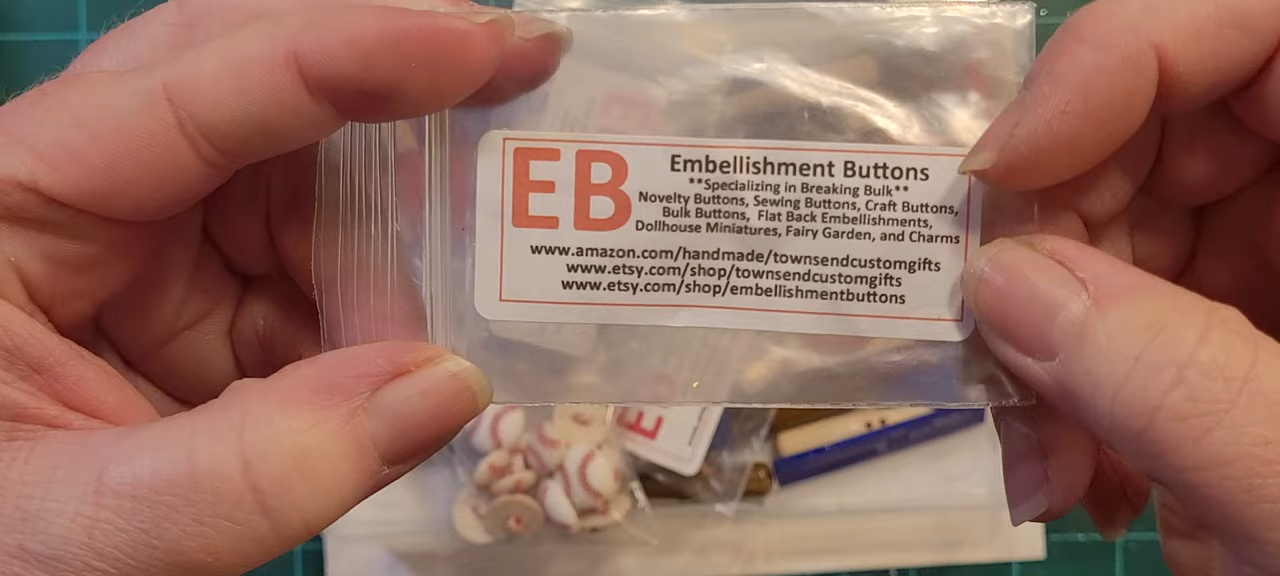 EB
Embellishment Buttons
**Specializing in Breaking Bulk**
Novelty Buttons, Sewing Buttons, Craft Buttons,
Bulk Buttons, Flat Back Embellishments,
Dollhouse Miniatures, Fairy Garden, and Charms
www.amazon.com/handmade/townsendcustomgifts
www.etsy.com/shop/townsendcustomgifts
www.etsy.com/shop/embellishmentbuttons
E